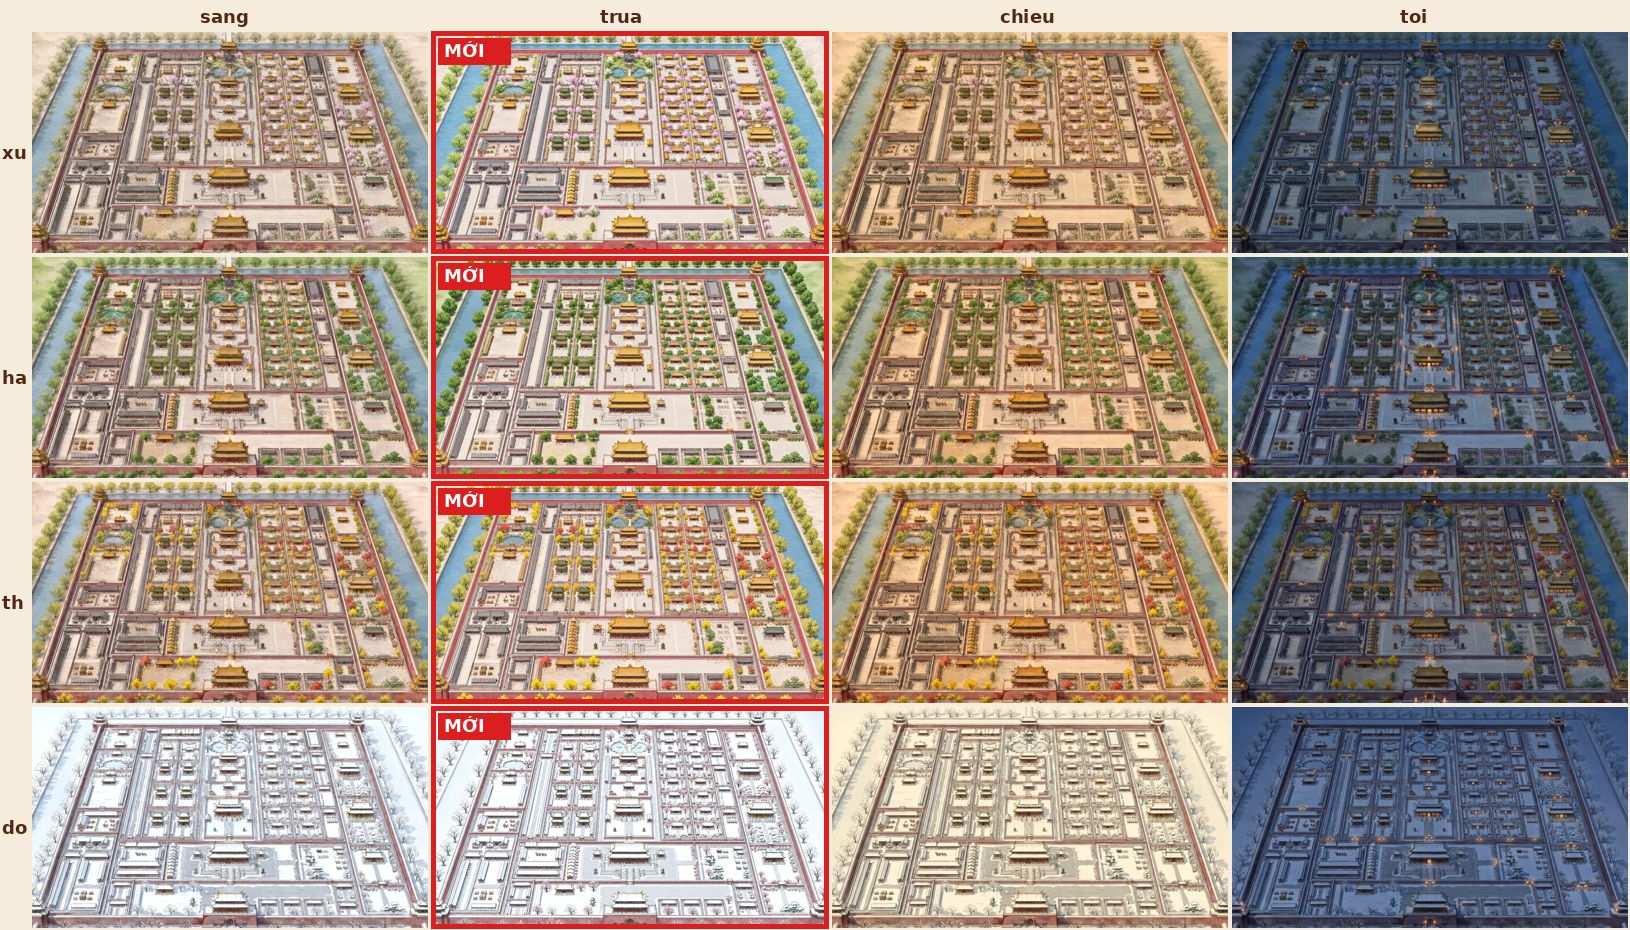 sang trua chieu toi
xu MỚI
ha MỚI
th MỚI
do MỚI